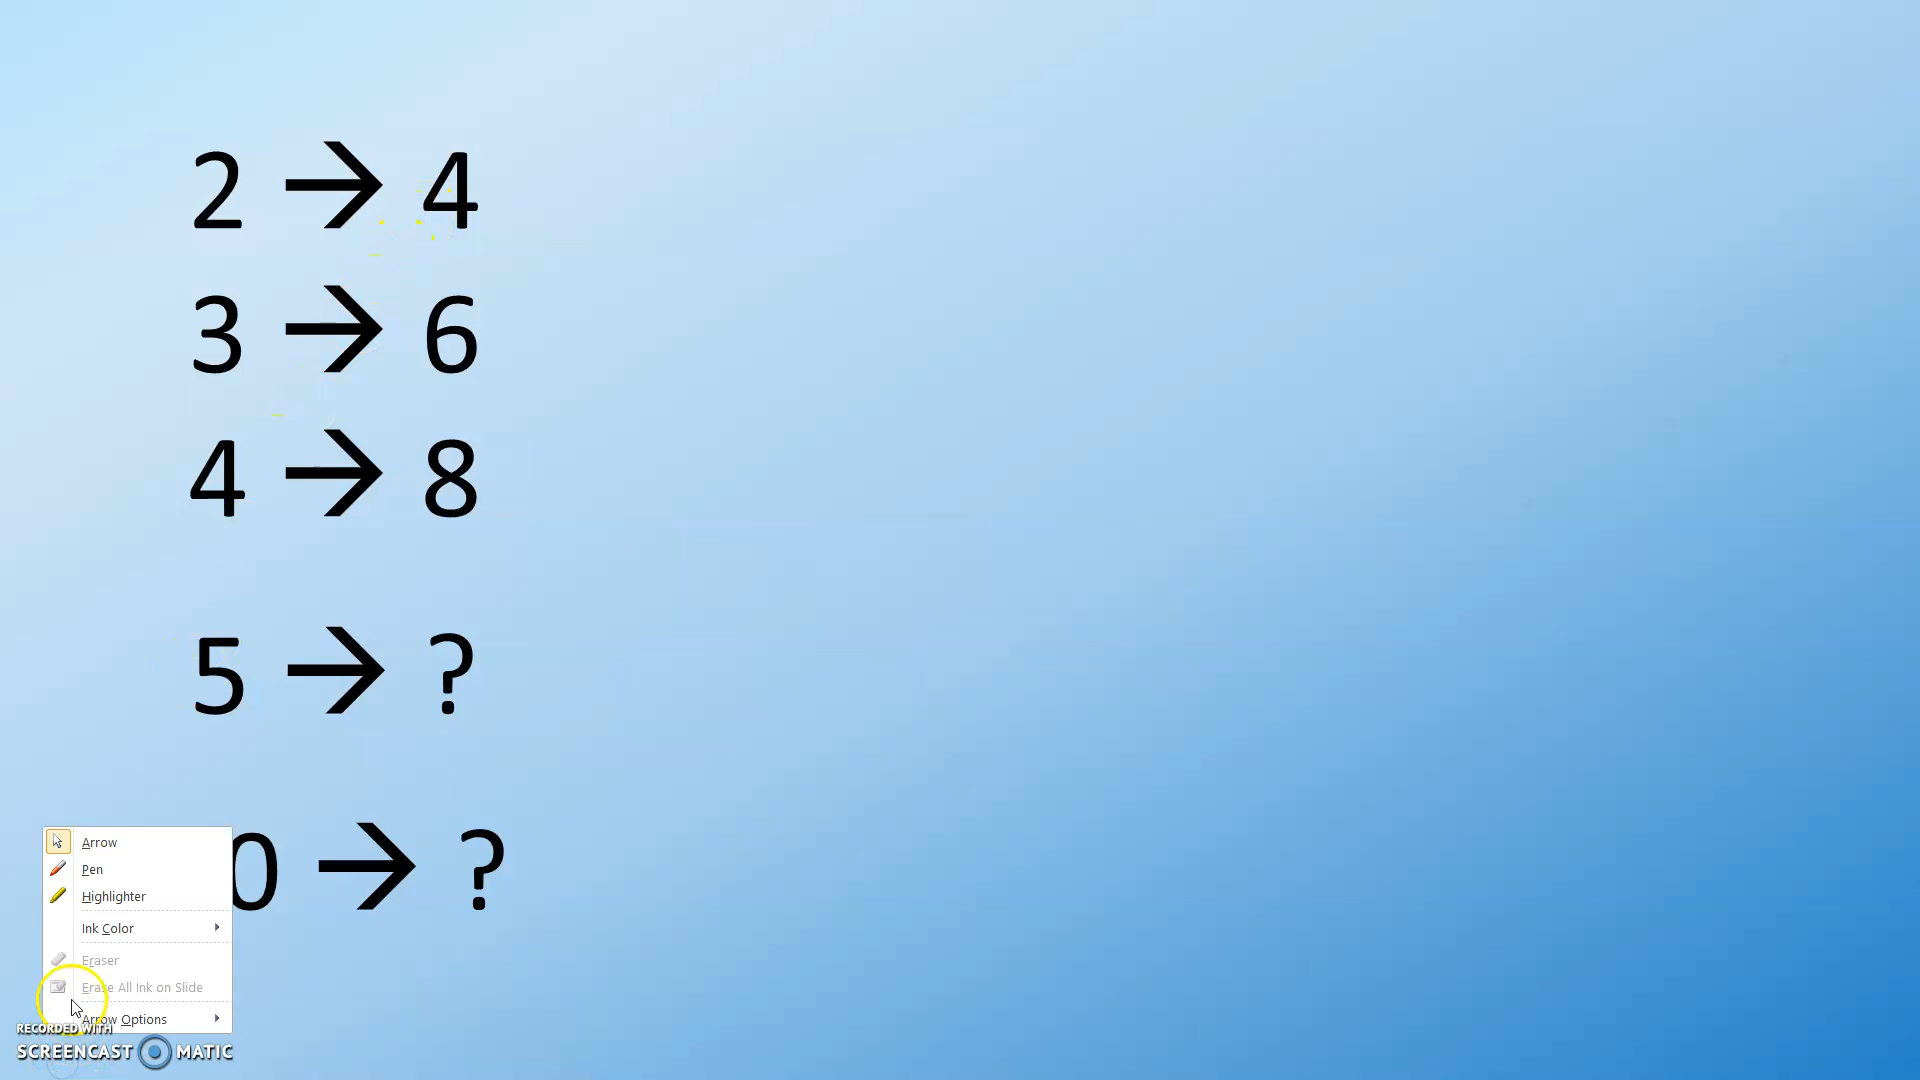 2 → 4
3 → 6
4 → 8
5 → ?
0 → ?
Arrow
Pen
Highlighter
Ink Color
Eraser
Erase All Ink on Slide
Arrow Options
RECORDED WITH
SCREENCAST MATIC